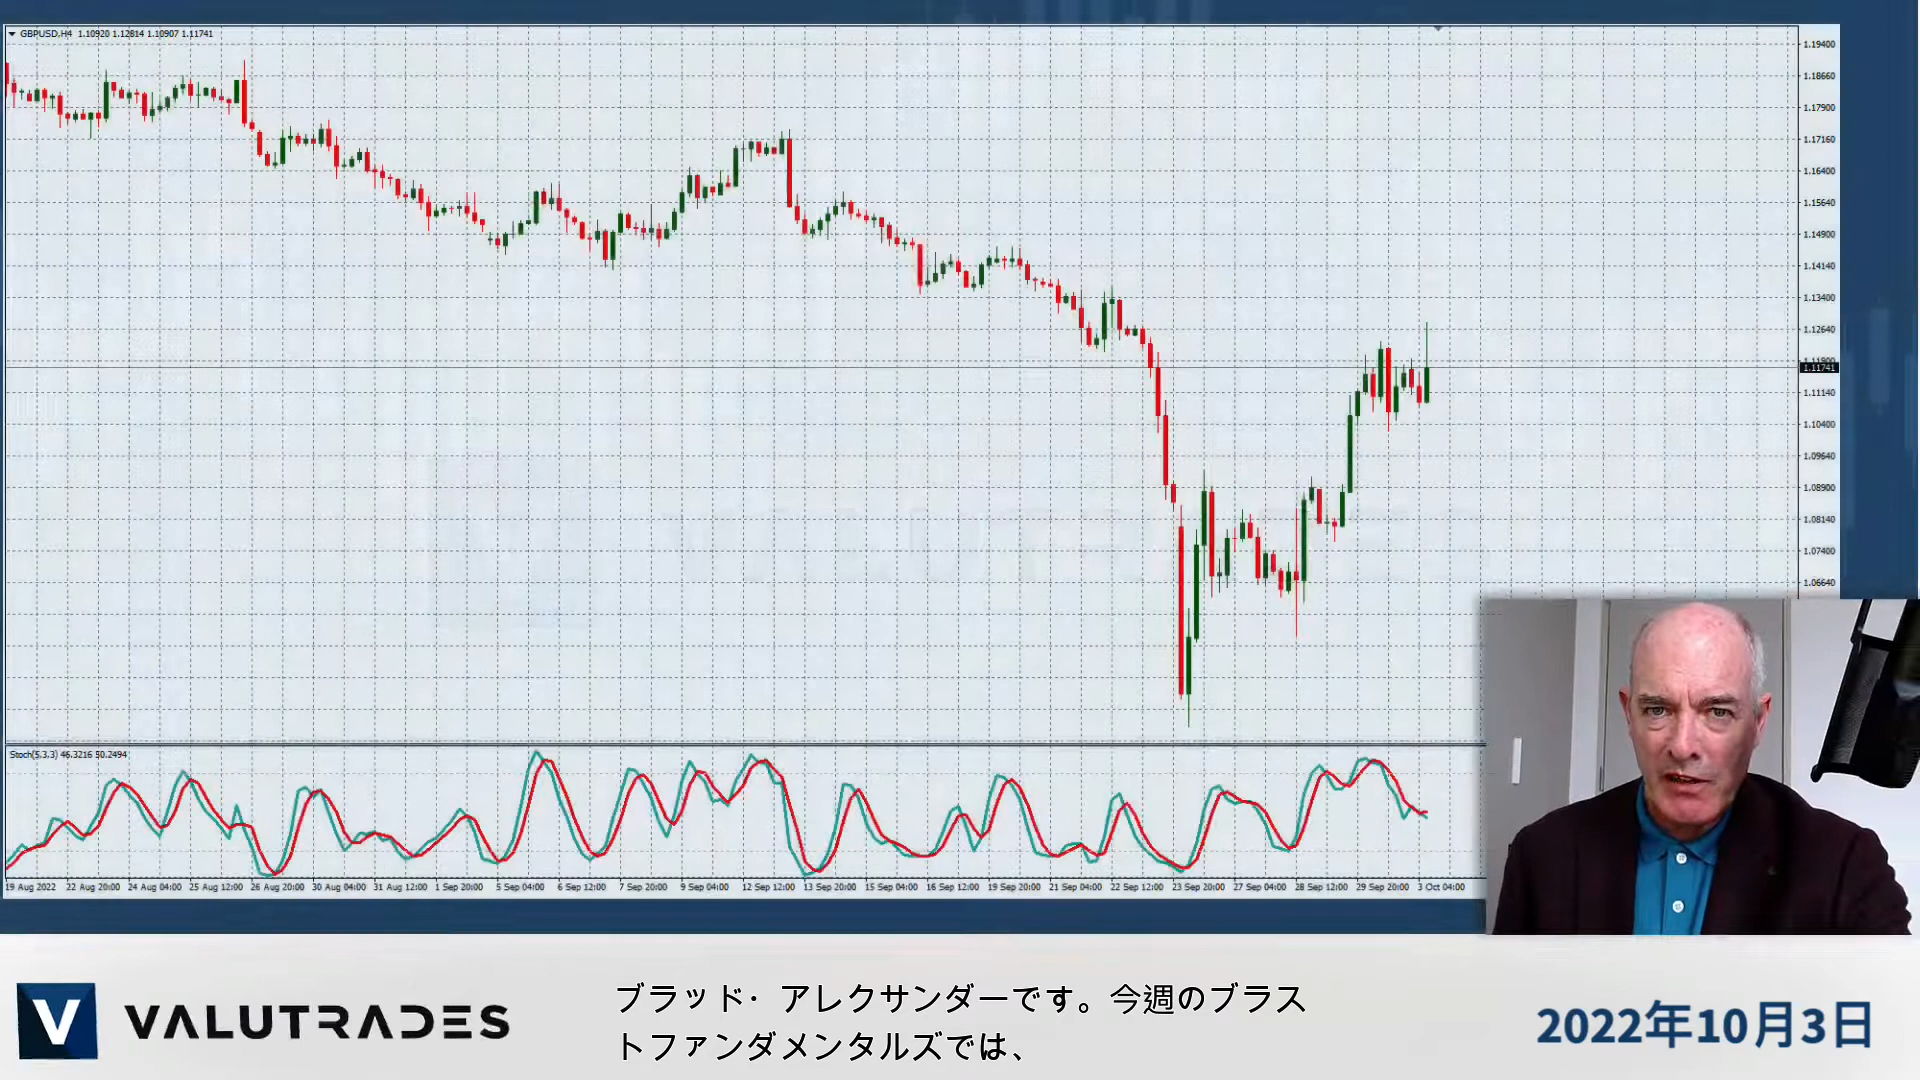 GBPUSD,H4 1.10920 1.12814 1.10907 1.11741
1.19400
1.18660
1.17900
1.17160
1.16400
1.15640
1.14900
1.14140
1.13400
1.12640
1.11900
1.11741
1.11140
1.10400
1.09640
1.08900
1.08140
1.07400
1.06640
Stoch(5,3,3) 46.3216 50.2494
19 Aug 2022 22 Aug 20:00 24 Aug 04:00 25 Aug 12:00 26 Aug 20:00 30 Aug 04:00 31 Aug 12:00 1 Sep 20:00 5 Sep 04:00 6 Sep 12:00 7 Sep 20:00 9 Sep 04:00 12 Sep 12:00 13 Sep 20:00 15 Sep 04:00 16 Sep 12:00 19 Sep 20:00 21 Sep 04:00 22 Sep 12:00 23 Sep 20:00 27 Sep 04:00 28 Sep 12:00 29 Sep 20:00 3 Oct 04:00
V VALUTRADES
ブラッド・アレクサンダーです。今週のブラス
トファンダメンタルズでは、
2022年10月3日